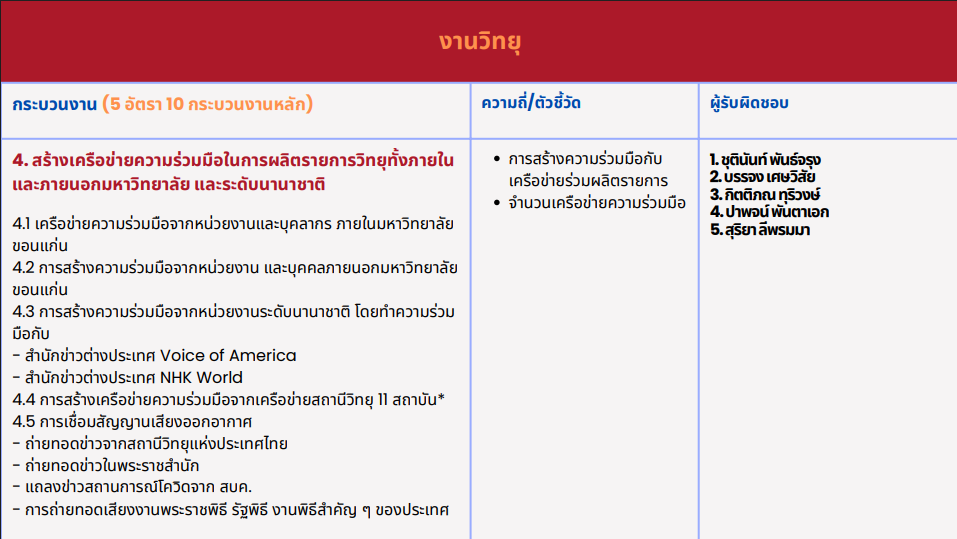 งานวิทยุ
กระบวนงาน (5 อัตรา 10 กระบวนงานหลัก)
ความถี่/ตัวชี้วัด
ผู้รับผิดชอบ
4. สร้างเครือข่ายความร่วมมือในการผลิตรายการวิทยุทั้งภายใน
และภายนอกมหาวิทยาลัย และระดับนานาชาติ
4.1 เครือข่ายความร่วมมือจากหน่วยงานและบุคลากร ภายในมหาวิทยาลัย
ขอนแก่น
4.2 การสร้างความร่วมมือจากหน่วยงาน และบุคคลภายนอกมหาวิทยาลัย
ขอนแก่น
4.3 การสร้างความร่วมมือจากหน่วยงานระดับนานาชาติ โดยทำความร่วม
มือกับ
- สำนักข่าวต่างประเทศ Voice of America
- สำนักข่าวต่างประเทศ NHK World
4.4 การสร้างเครือข่ายความร่วมมือจากเครือข่ายสถานีวิทยุ 11 สถาบัน*
4.5 การเชื่อมสัญญานเสียงออกอากาศ
- ถ่ายทอดข่าวจากสถานีวิทยุแห่งประเทศไทย
- ถ่ายทอดข่าวในพระราชสำนัก
- แถลงข่าวสถานการณ์โควิดจาก สบค.
- การถ่ายทอดเสียงงานพระราชพิธี รัฐพิธี งานพิธีสำคัญ ๆ ของประเทศ
• การสร้างความร่วมมือกับ
เครือข่ายร่วมผลิตรายการ
• จำนวนเครือข่ายความร่วมมือ
1. ชุตินันท์ พันธ์จรุง
2. บรรจง เศษวิสัย
3. กิตติภณ ทุริวงษ์
4. ปาพจน์ พันตาเอก
5. สุริยา ลีพรมมา